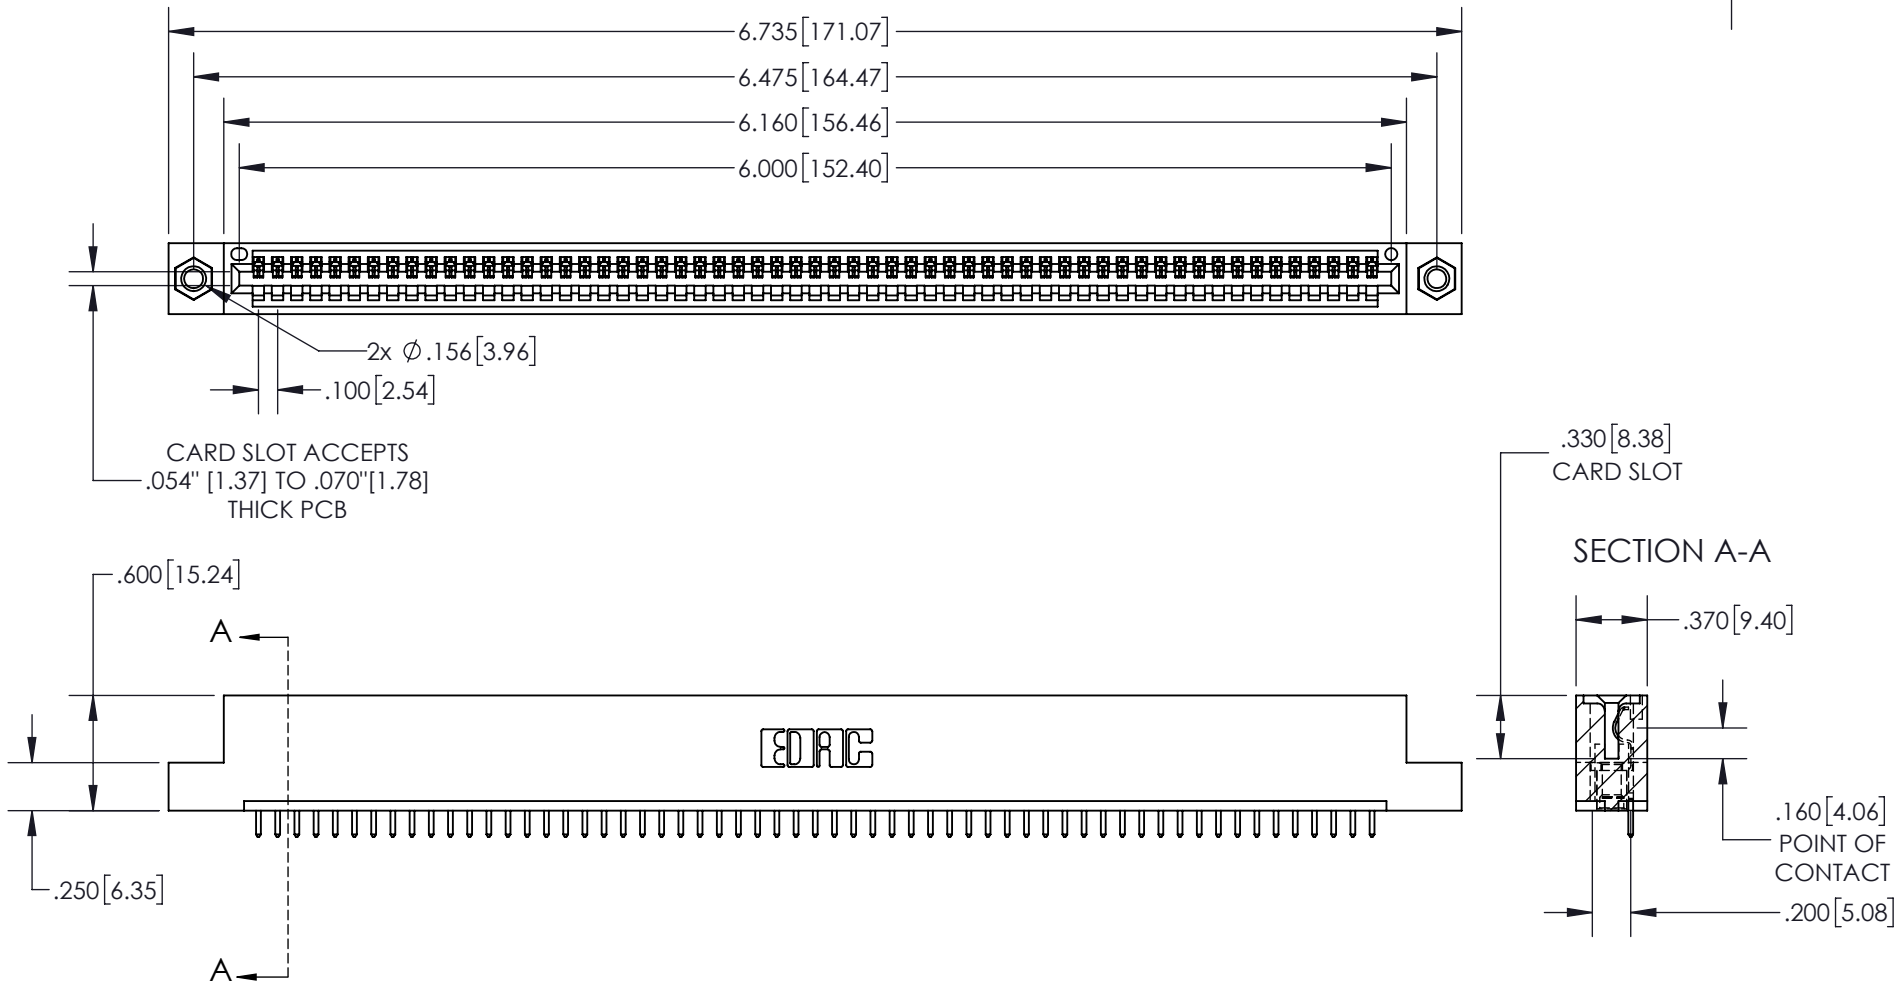 6.735[171.07]
6.475[164.47]
6.160[156.46]
6.000[152.40]
2x Ø.156[3.96]
.100[2.54]
CARD SLOT ACCEPTS
.054" [1.37] TO .070"[1.78]
THICK PCB
.330[8.38]
CARD SLOT
SECTION A-A
.600[15.24]
.370[9.40]
A
EDAC
.160[4.06]
POINT OF
CONTACT
.250[6.35]
.200[5.08]
A